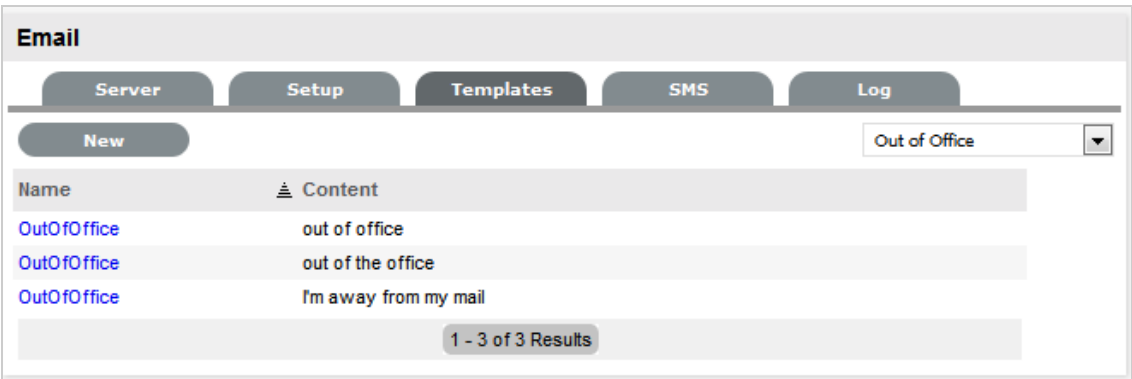 Email
Server Setup Templates SMS Log
New Out of Office
Name Content
OutOfOffice out of office
OutOfOffice out of the office
OutOfOffice I'm away from my mail
1 - 3 of 3 Results